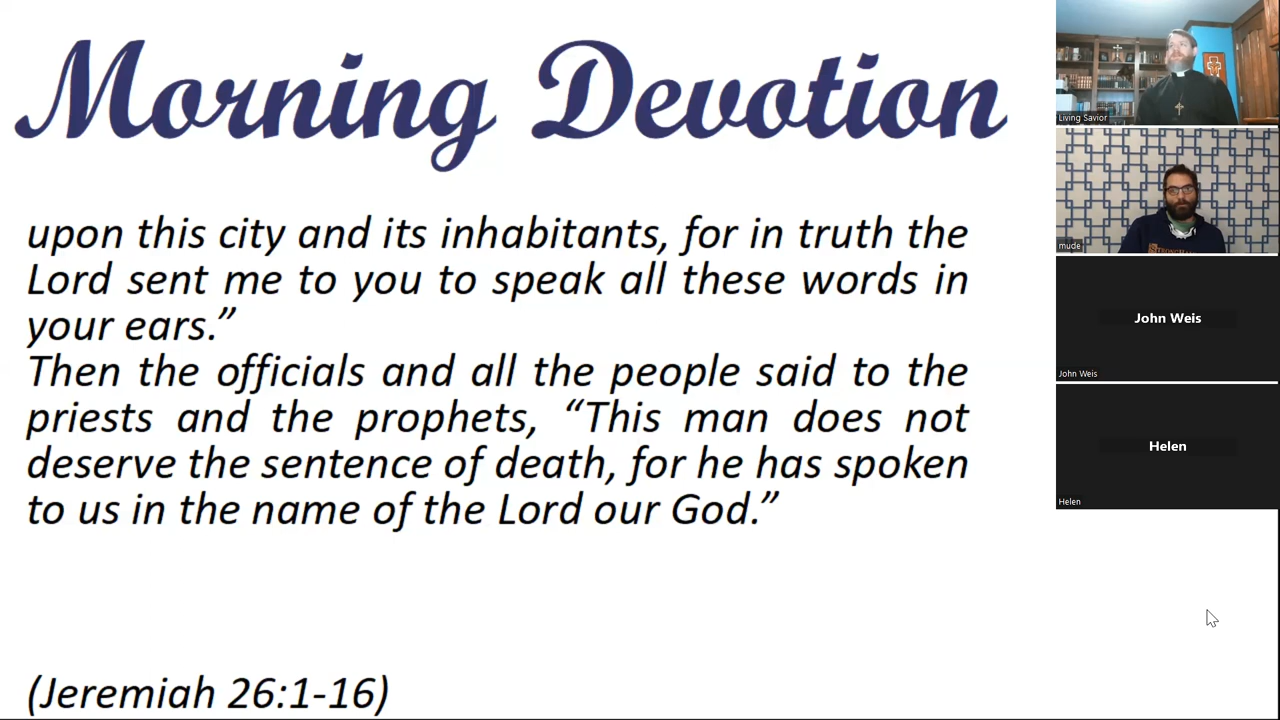 Morning Devotion
upon this city and its inhabitants, for in truth the
Lord sent me to you to speak all these words in
your ears.”
Then the officials and all the people said to the
priests and the prophets, “This man does not
deserve the sentence of death, for he has spoken
to us in the name of the Lord our God.”
(Jeremiah 26:1-16)
Living Savior
mude
John Weis
John Weis
Helen
Helen